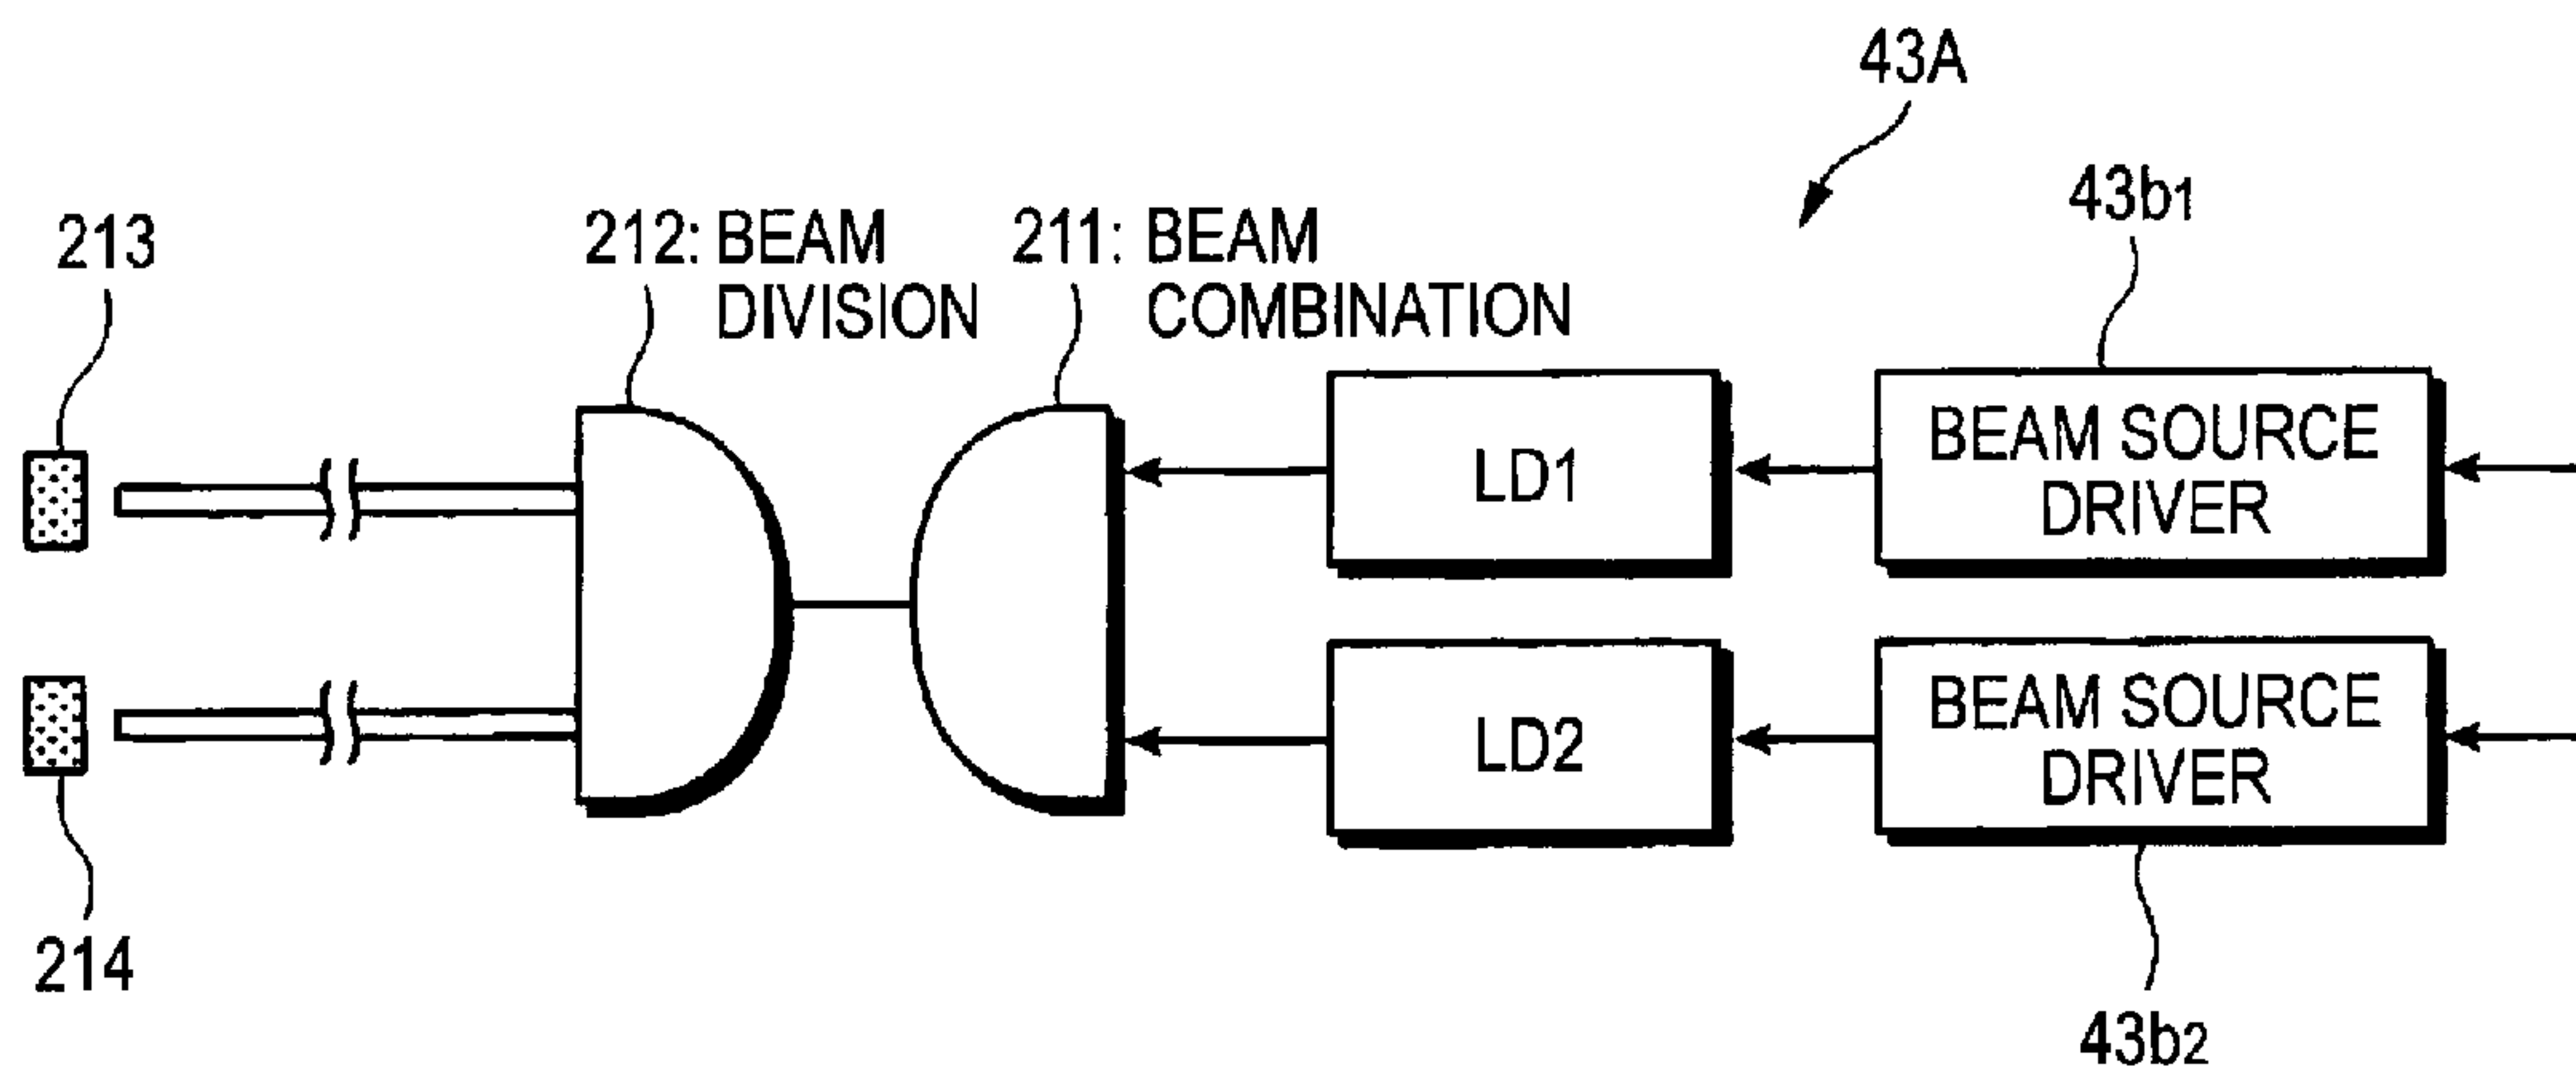 43A
43b1
213
212: BEAM
DIVISION
211: BEAM
COMBINATION
LD1
BEAM SOURCE
DRIVER
LD2
BEAM SOURCE
DRIVER
214
43b2